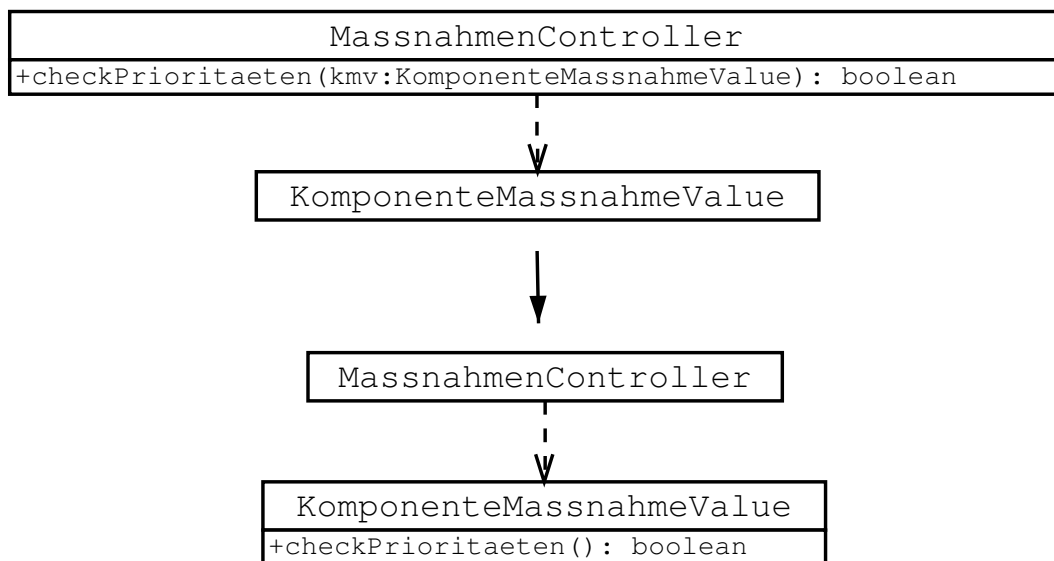 MassnahmenController
+checkPrioritaeten(kmv:KomponenteMassnahmeValue): boolean
KomponenteMassnahmeValue
MassnahmenController
KomponenteMassnahmeValue
+checkPrioritaeten(): boolean